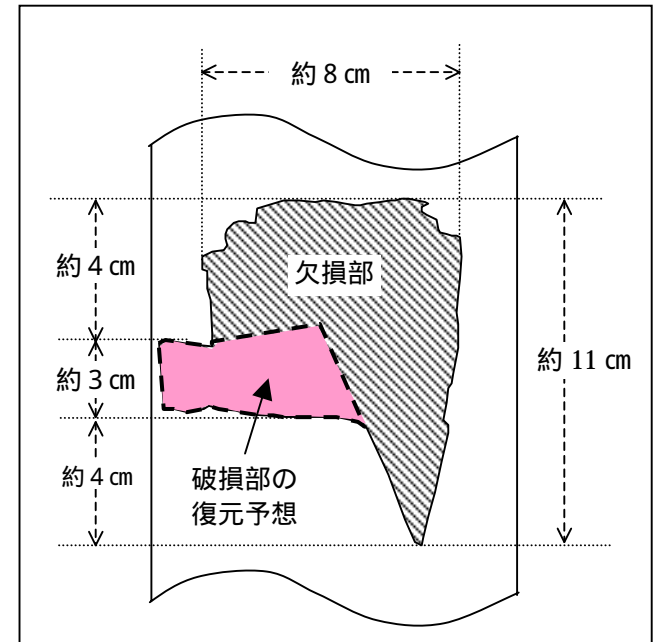 約 8 ㎝
欠損部
約 4 ㎝
約 3 ㎝
約 4 ㎝
約 11 ㎝
破損部の
復元予想